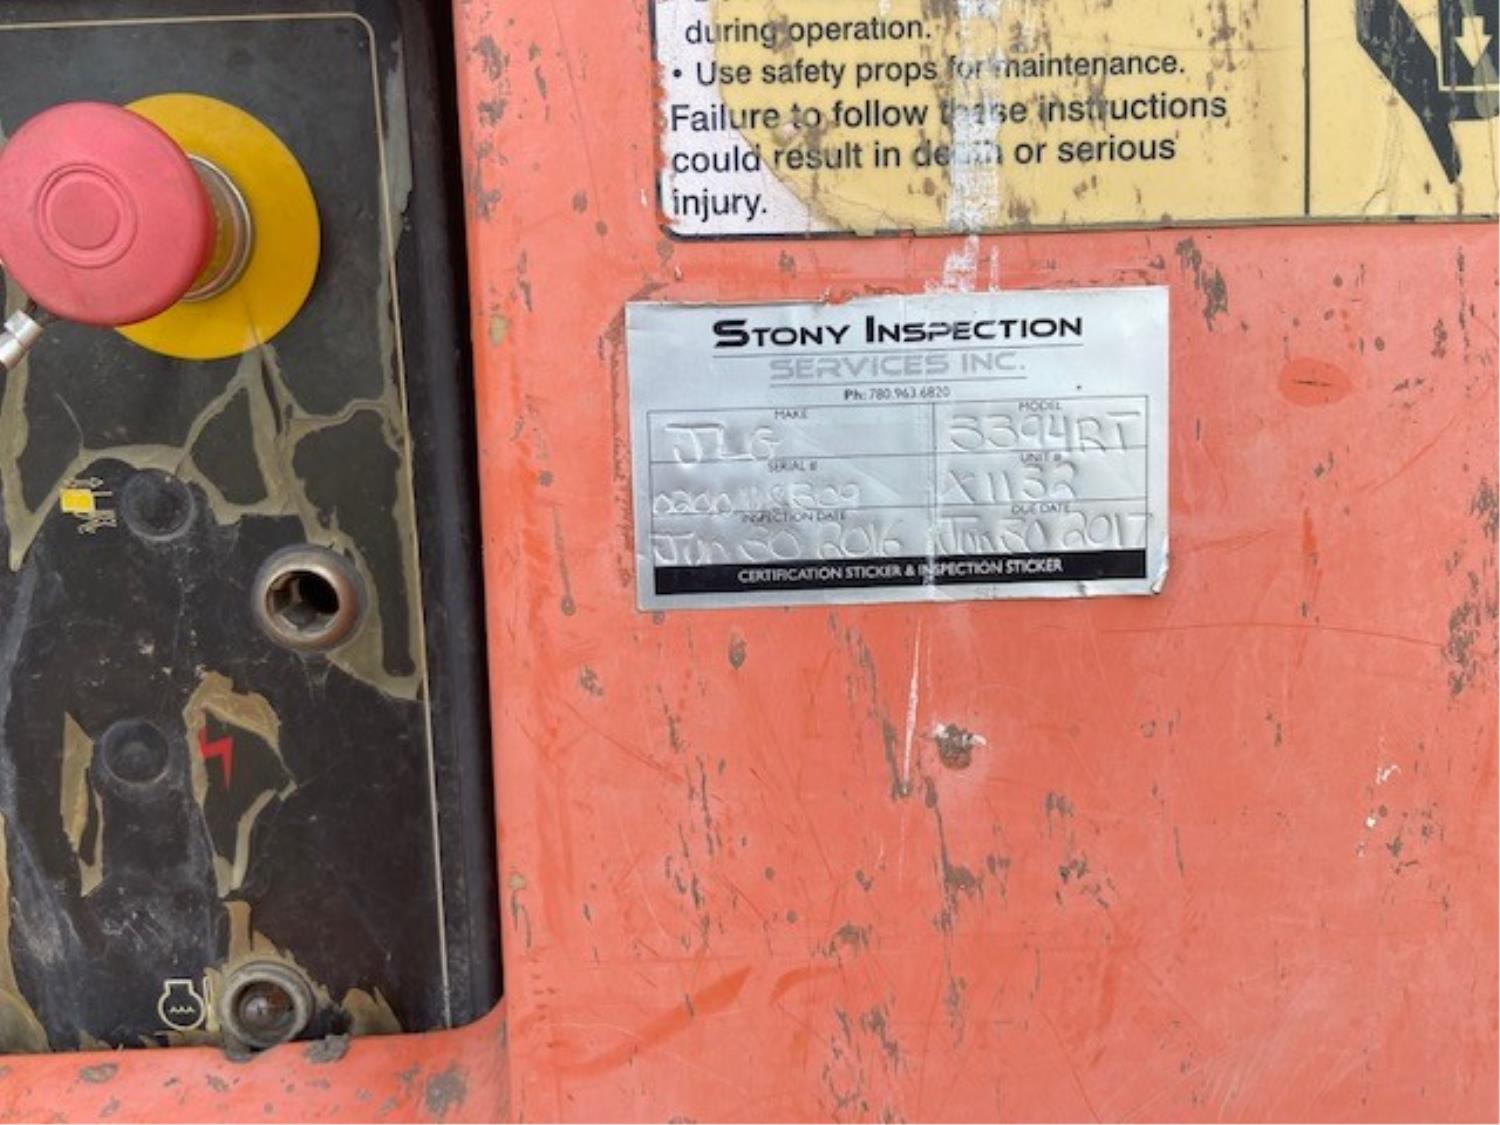 during operation.
• Use safety props for maintenance.
Failure to follow these instructions
could result in death or serious
injury.
STONY INSPECTION
SERVICES INC.
Ph: 780.963.6820
MAKE MODEL
JLG 3394RT
SERIAL # UNIT #
X1152
INSPECTION DATE DUE DATE
Jun 30 2016 Jun 30 2017
CERTIFICATION STICKER & INSPECTION STICKER